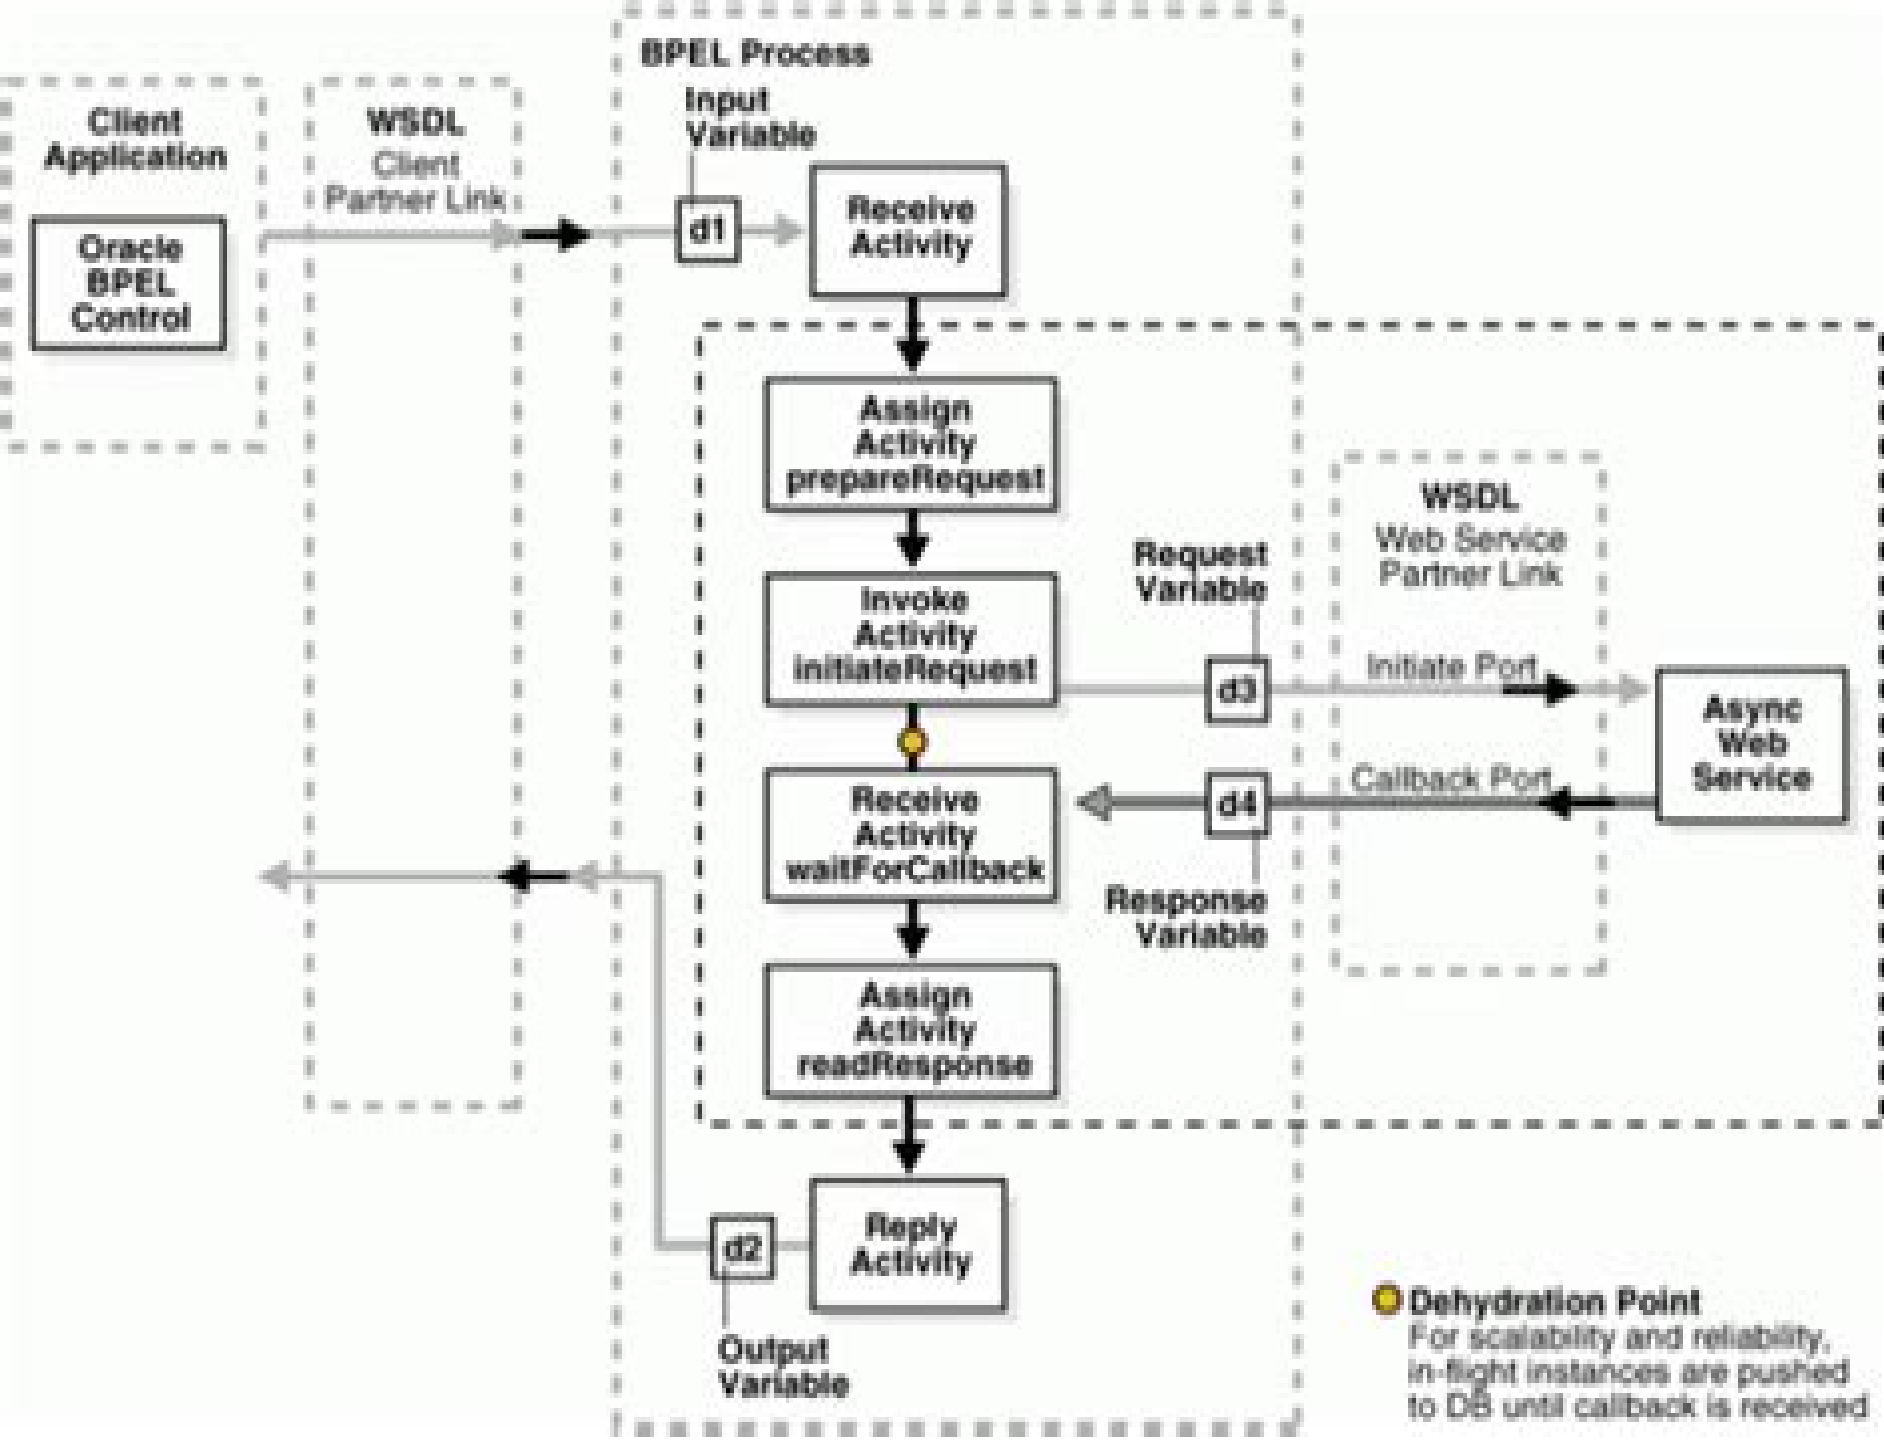 BPEL Process
Client
Application
Oracle
BPEL
Control
WSDL
Client
Partner Link
Input
Variable
d1
Receive
Activity
Assign
Activity
prepareRequest
Invoke
Activity
initiateRequest
Request
Variable
d3
WSDL
Web Service
Partner Link
Initiate Port
Async
Web
Service
Callback Port
d4
Response
Variable
Receive
Activity
waitForCallback
Assign
Activity
readResponse
Reply
Activity
d2
Output
Variable
Dehydration Point
For scalability and reliability,
in-flight instances are pushed
to DB until callback is received